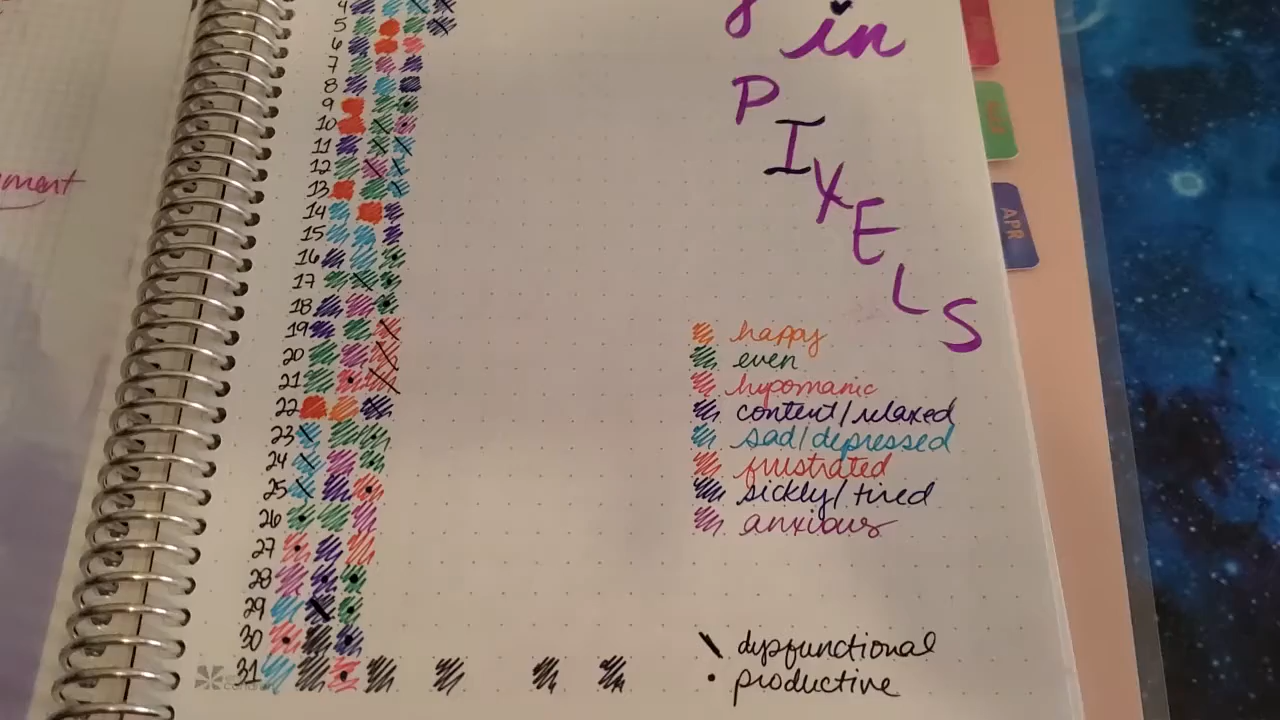 ment
in
PIXELS
APR
4
5
6
7
8
9
10
11
12
13
14
15
16
17
18
19
20
21
22
23
24
25
26
27
28
29
30
31
happy
even
hypomanic
content/relaxed
sad/depressed
frustrated
sickly/tired
anxious
dysfunctional
productive